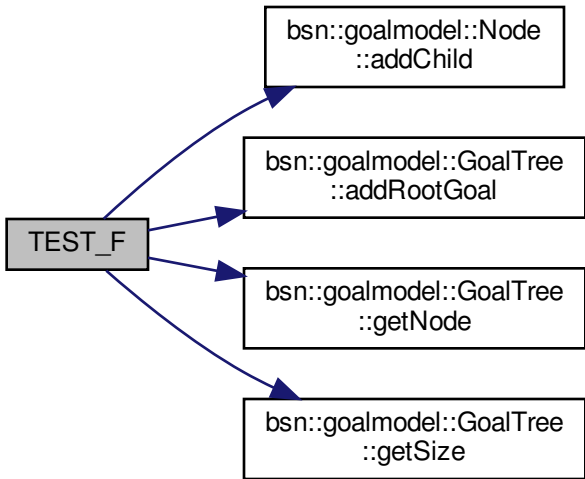 bsn::goalmodel::Node
::addChild
bsn::goalmodel::GoalTree
::addRootGoal
TEST_F
bsn::goalmodel::GoalTree
::getNode
bsn::goalmodel::GoalTree
::getSize